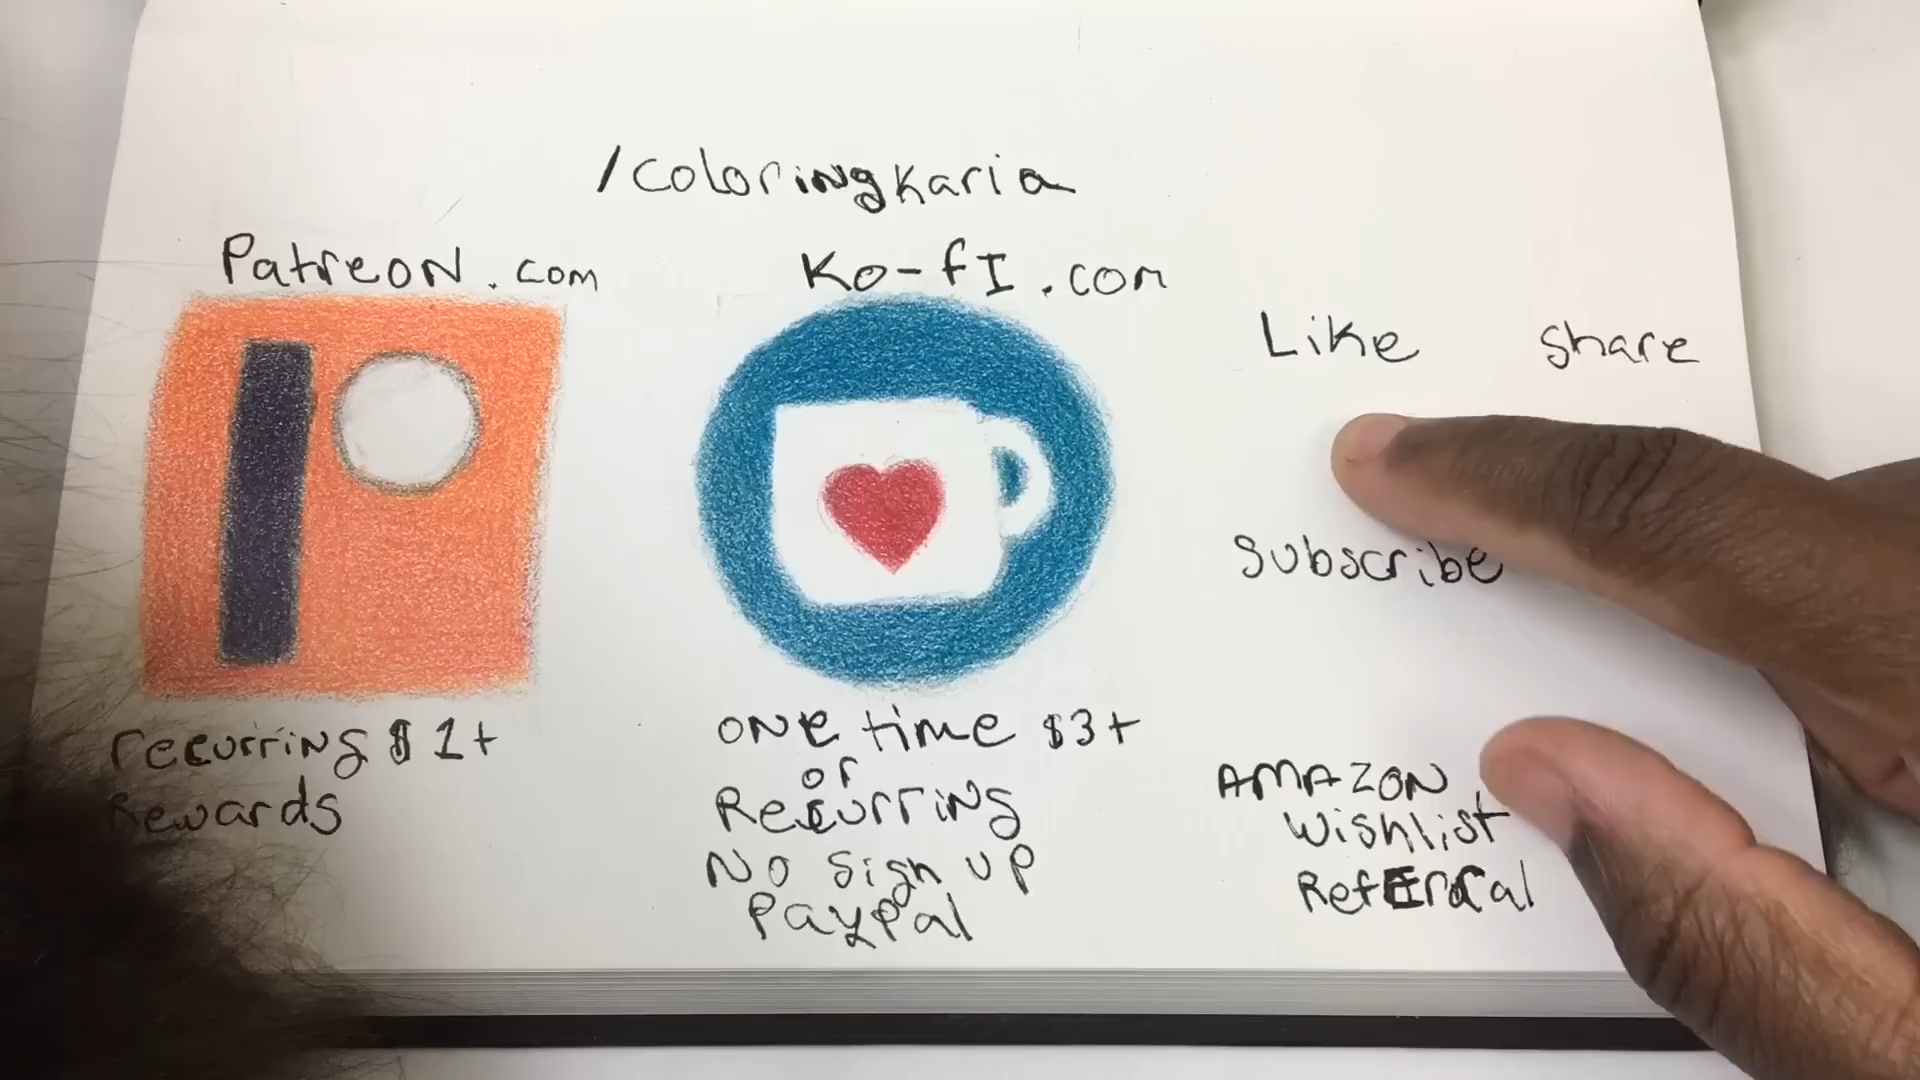 /coloringkaria
Patreon.com
Ko-fI.com
Like
share
subscribe
recurring $1+
Rewards
one time $3+
or
Recurring
No sign up
PayPal
AMAZON
Wishlist
Referral